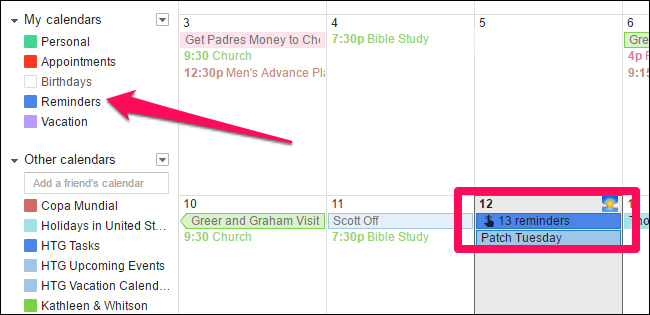 My calendars
Personal
Appointments
Birthdays
Reminders
Vacation
Other calendars
Add a friend's calendar
Copa Mundial
Holidays in United St...
HTG Tasks
HTG Upcoming Events
HTG Vacation Calend...
Kathleen & Whitson
3
4
5
6
Get Padres Money to Che
7:30p Bible Study
Gre
9:30 Church
4p R
12:30p Men's Advance Pla
9:15
10
11
12
1
Greer and Graham Visit
Scott Off
13 reminders
Tho
9:30 Church
7:30p Bible Study
Patch Tuesday